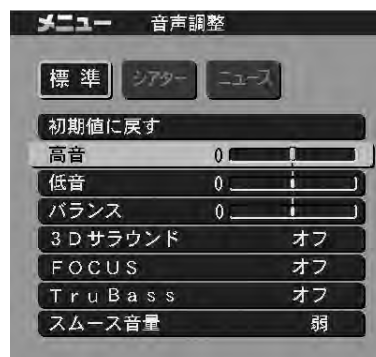 メニュー 音声調整
標準 シアター ニュース
初期値に戻す
高音 0
低音 0
バランス 0
3Dサラウンド オフ
FOCUS オフ
TruBass オフ
スムース音量 弱